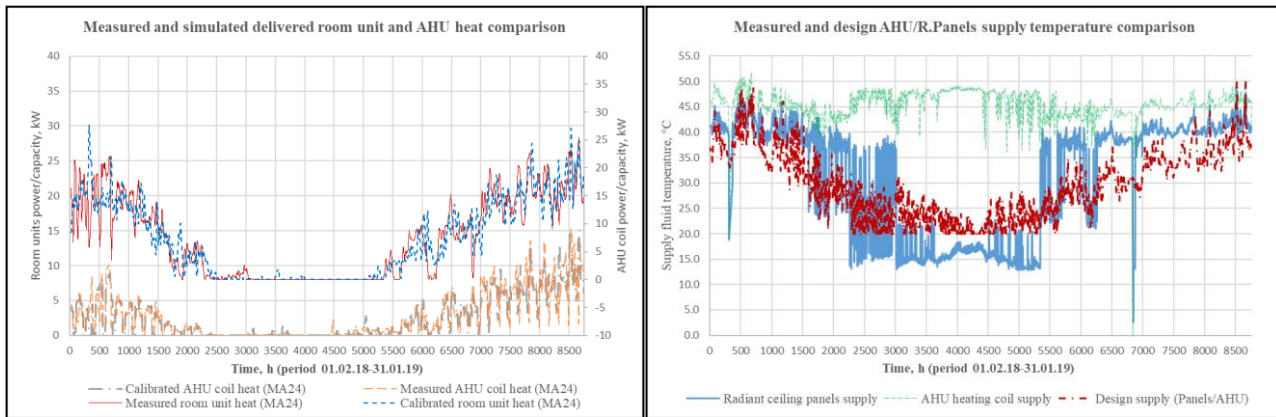 Measured and simulated delivered room unit and AHU heat comparison
40
35
30
25
20
15
10
5
0
Room units power/capacity, kW
40
30
20
10
0
-10
AHU coil power/capacity, kW
0 500 1000 1500 2000 2500 3000 3500 4000 4500 5000 5500 6000 6500 7000 7500 8000 8500
Time, h (period 01.02.18-31.01.19)
Calibrated AHU coil heat (MA24)
Measured AHU coil heat (MA24)
Measured room unit heat (MA24)
Calibrated room unit heat (MA24)
Measured and design AHU/R.Panels supply temperature comparison
55.0
50.0
45.0
40.0
35.0
30.0
25.0
20.0
15.0
10.0
5.0
0.0
Supply fluid temperature, °C
0 500 1000 1500 2000 2500 3000 3500 4000 4500 5000 5500 6000 6500 7000 7500 8000 8500
Time, h (period 01.02.18-31.01.19)
Radiant ceiling panels supply
AHU heating coil supply
Design supply (Panels/AHU)